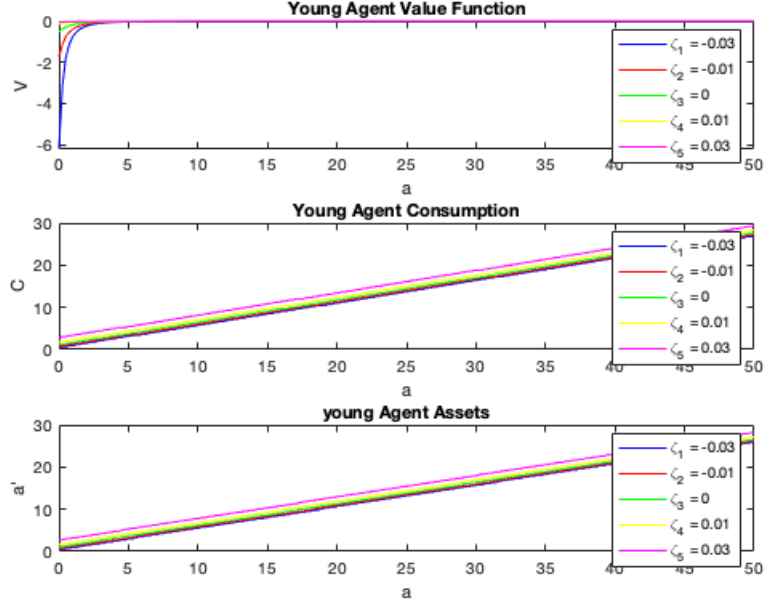 Young Agent Value Function
0
-2
-4
-6
V
0 5 10 15 20 25 30 35 40 45 50
a
ζ1 = -0.03
ζ2 = -0.01
ζ3 = 0
ζ4 = 0.01
ζ5 = 0.03
Young Agent Consumption
30
20
10
0
C
0 5 10 15 20 25 30 35 40 45 50
a
ζ1 = -0.03
ζ2 = -0.01
ζ3 = 0
ζ4 = 0.01
ζ5 = 0.03
young Agent Assets
30
20
10
0
a'
0 5 10 15 20 25 30 35 40 45 50
a
ζ1 = -0.03
ζ2 = -0.01
ζ3 = 0
ζ4 = 0.01
ζ5 = 0.03